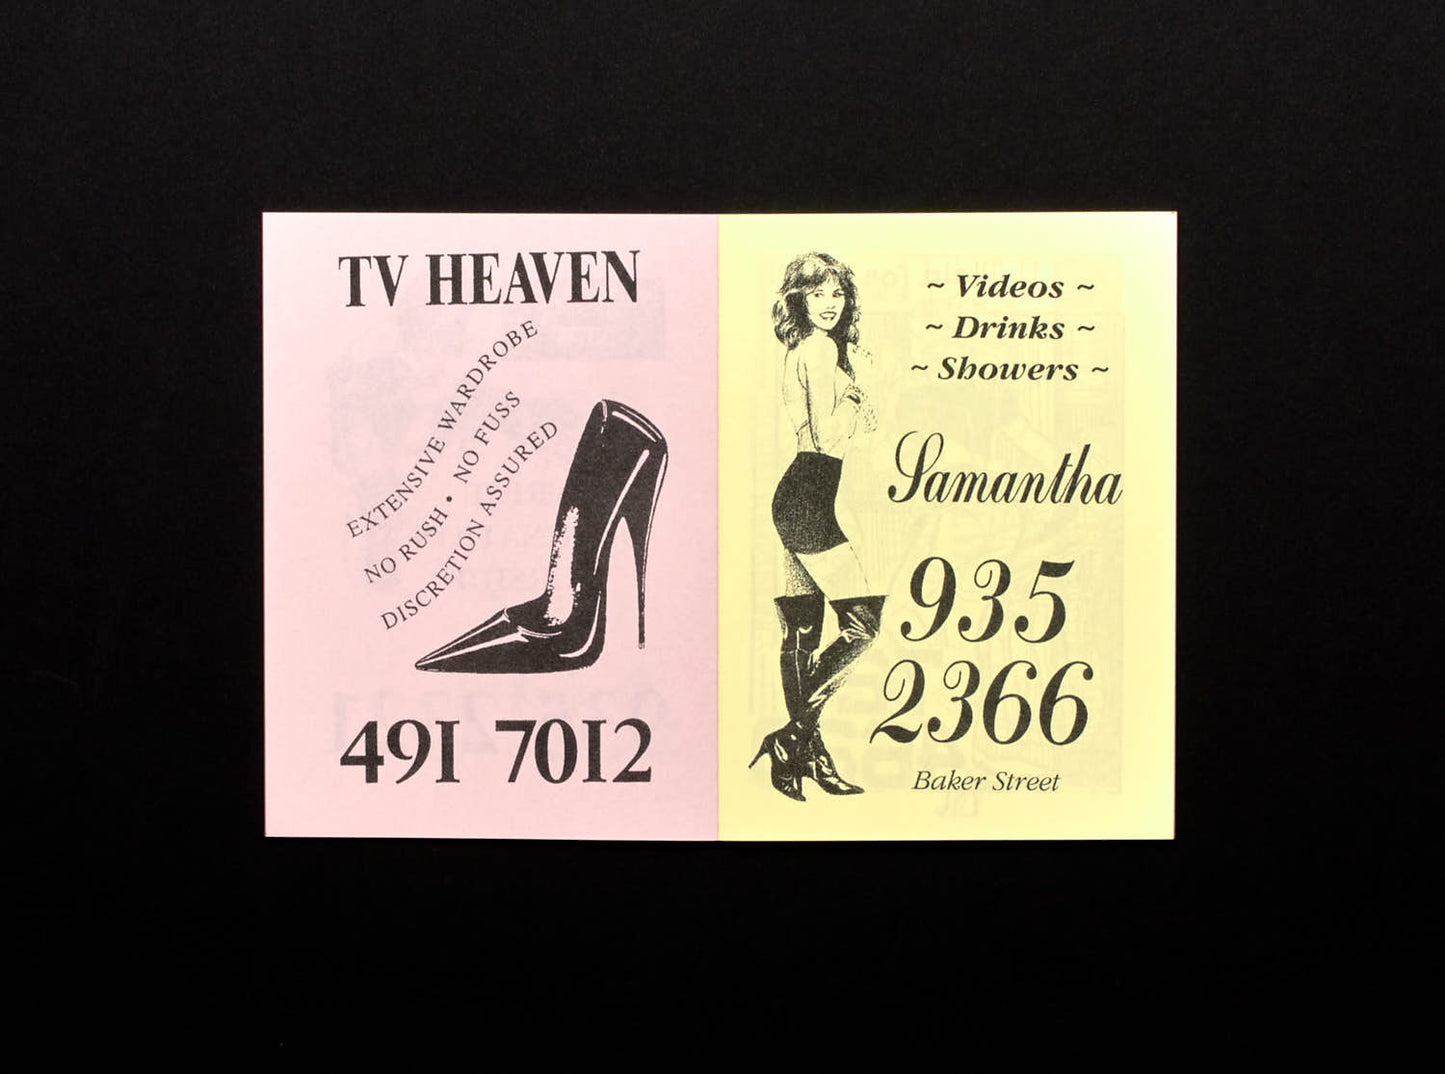 TV HEAVEN
EXTENSIVE WARDROBE
NO RUSH • NO FUSS
DISCRETION ASSURED
491 7012
~ Videos ~
~ Drinks ~
~ Showers ~
Samantha
935
2366
Baker Street